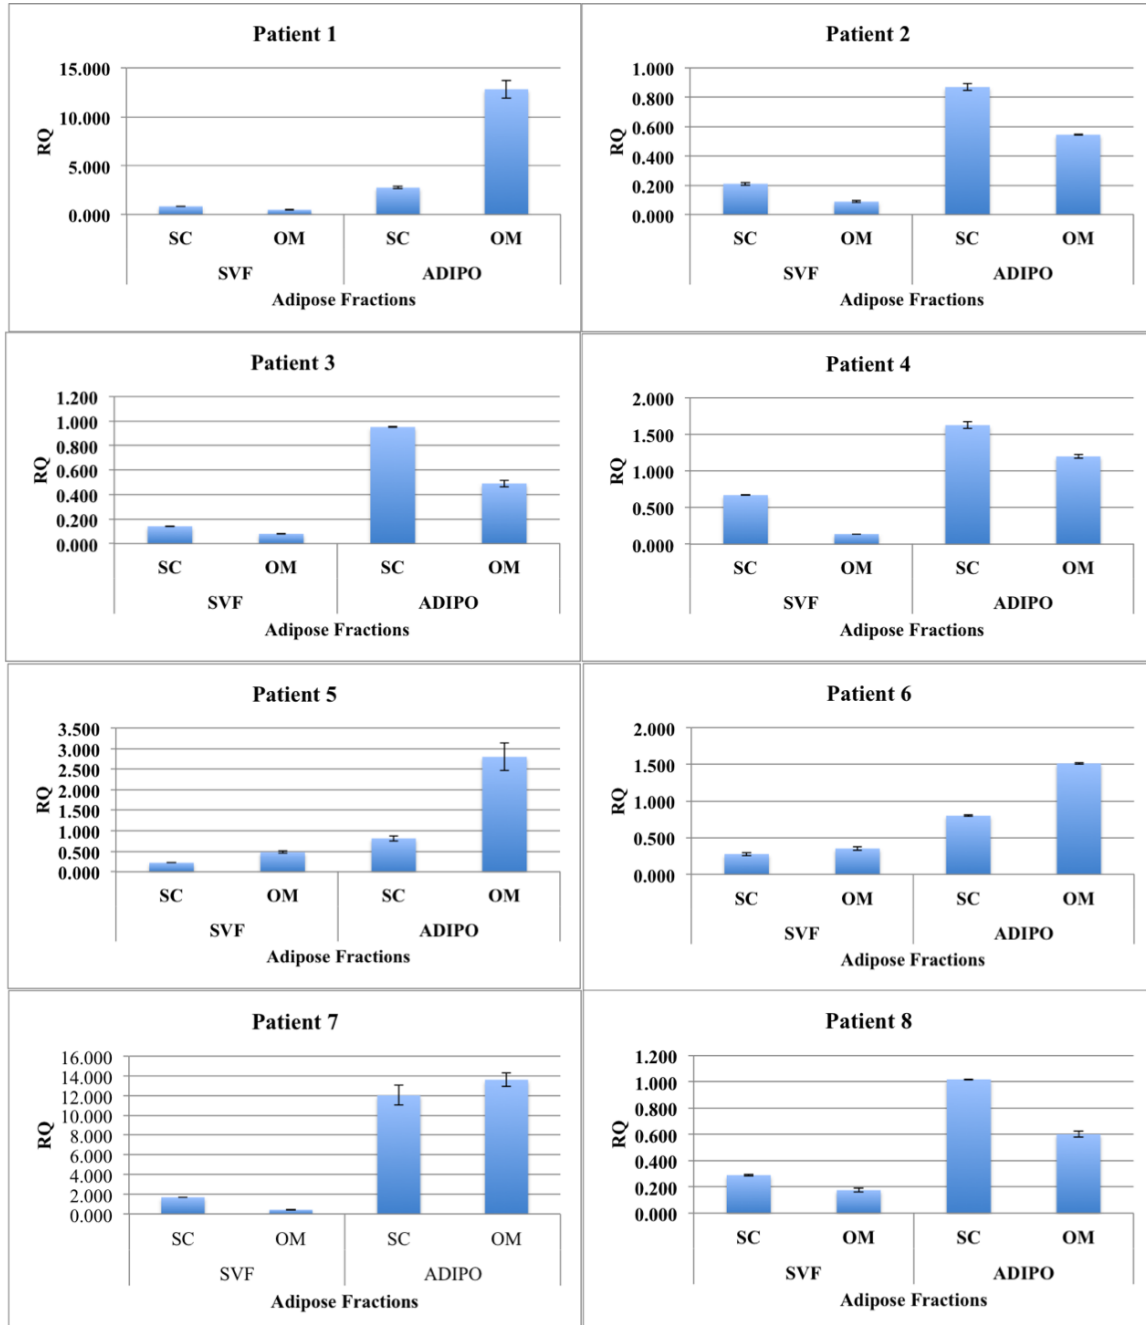 Patient 1
15.000
10.000
5.000
0.000
RQ
SC OM SC OM
SVF ADIPO
Adipose Fractions
Patient 2
1.000
0.800
0.600
0.400
0.200
0.000
RQ
SC OM SC OM
SVF ADIPO
Adipose Fractions
Patient 3
1.200
1.000
0.800
0.600
0.400
0.200
0.000
RQ
SC OM SC OM
SVF ADIPO
Adipose Fractions
Patient 4
2.000
1.500
1.000
0.500
0.000
RQ
SC OM SC OM
SVF ADIPO
Adipose Fractions
Patient 5
3.500
3.000
2.500
2.000
1.500
1.000
0.500
0.000
RQ
SC OM SC OM
SVF ADIPO
Adipose Fractions
Patient 6
2.000
1.500
1.000
0.500
0.000
RQ
SC OM SC OM
SVF ADIPO
Adipose Fractions
Patient 7
16.000
14.000
12.000
10.000
8.000
6.000
4.000
2.000
0.000
RQ
SC OM SC OM
SVF ADIPO
Adipose Fractions
Patient 8
1.200
1.000
0.800
0.600
0.400
0.200
0.000
RQ
SC OM SC OM
SVF ADIPO
Adipose Fractions